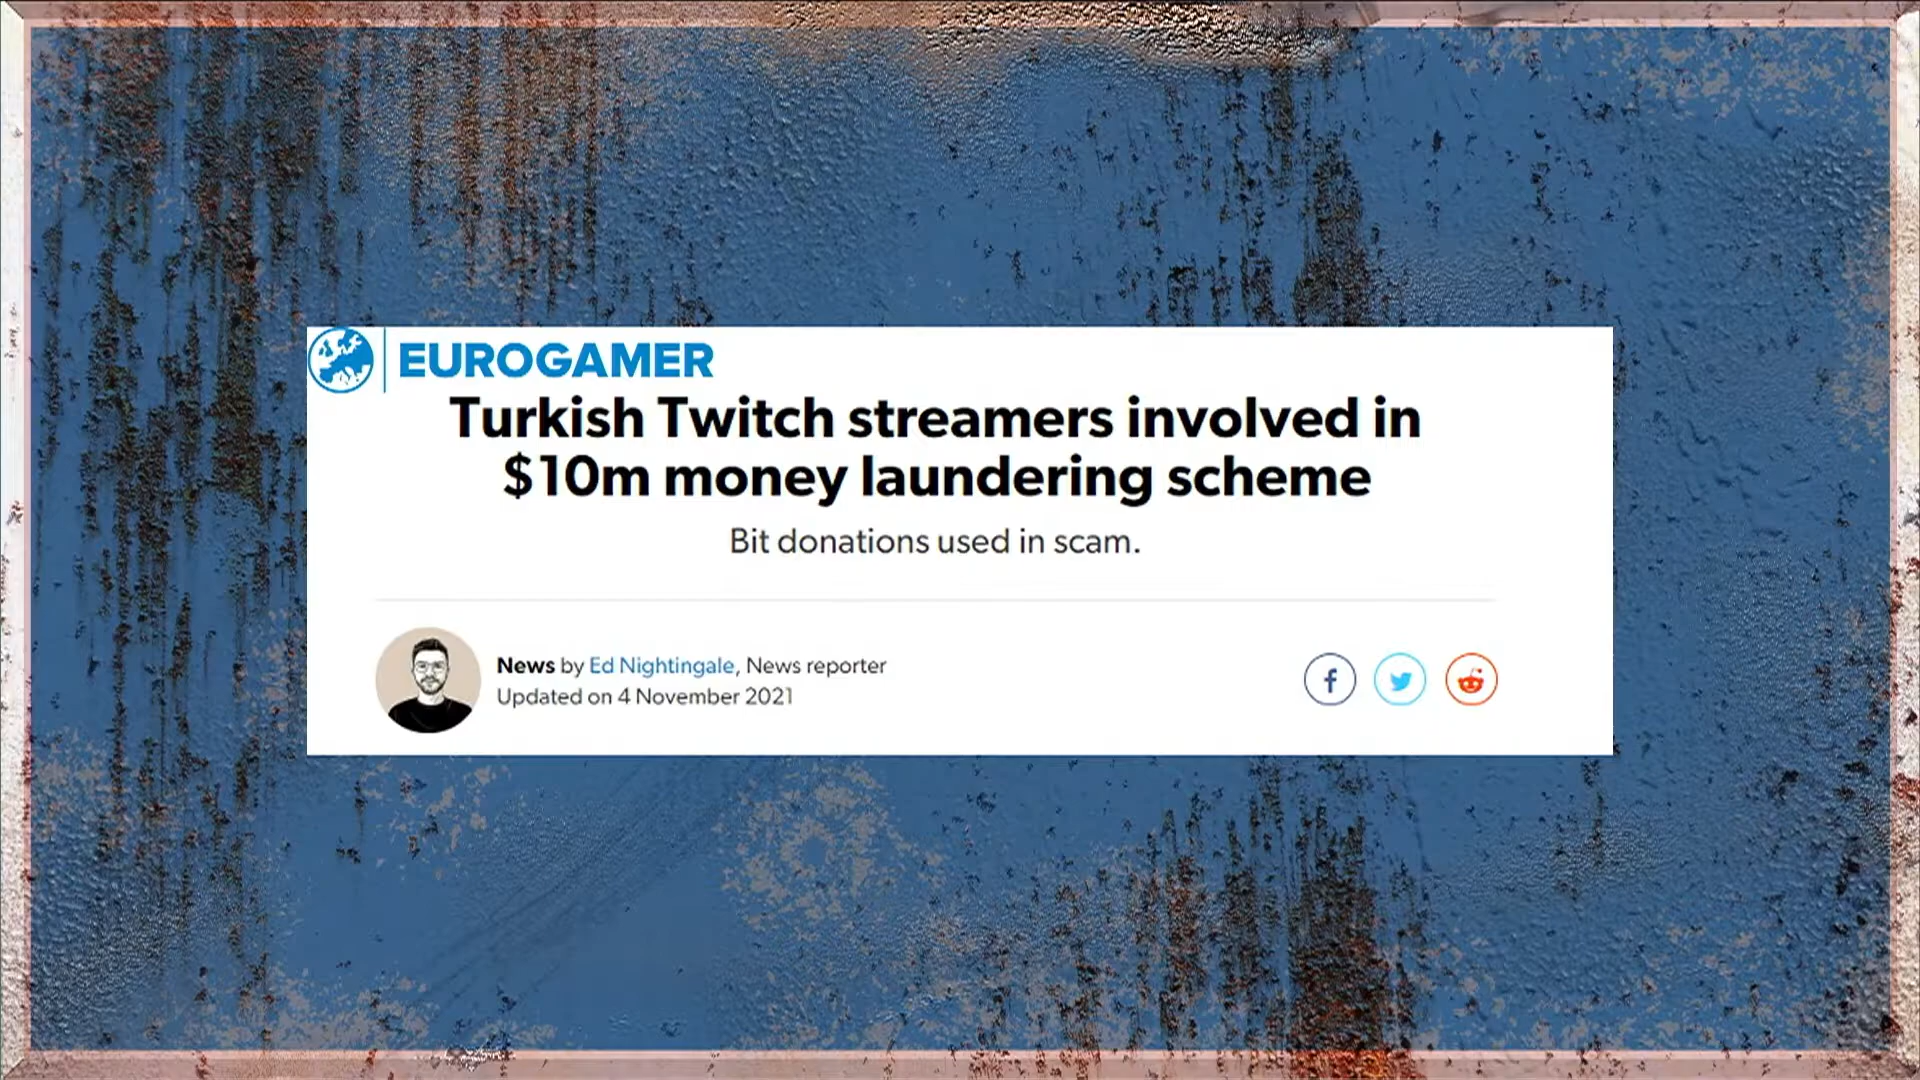 EUROGAMER
Turkish Twitch streamers involved in
$10m money laundering scheme
Bit donations used in scam.
News by Ed Nightingale, News reporter
Updated on 4 November 2021